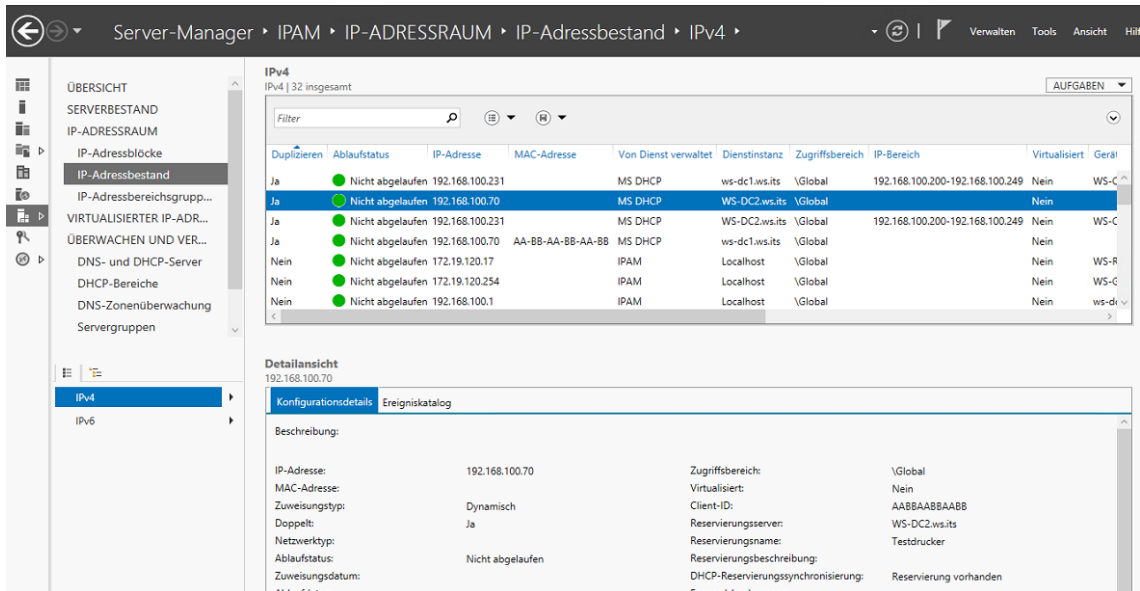 Server-Manager ‣ IPAM ‣ IP-ADRESSRAUM ‣ IP-Adressbestand ‣ IPv4 ‣
Verwalten Tools Ansicht
ÜBERSICHT
SERVERBESTAND
IP-ADRESSRAUM
IP-Adressblöcke
IP-Adressbestand
IP-Adressbereichsgrupp...
VIRTUALISIERTER IP-ADR...
ÜBERWACHEN UND VER...
DNS- und DHCP-Server
DHCP-Bereiche
DNS-Zonenüberwachung
Servergruppen
IPv4
IPv6
IPv4
IPv4 | 32 insgesamt
AUFGABEN
Filter
Duplizieren Ablaufstatus IP-Adresse MAC-Adresse Von Dienst verwaltet Dienstinstanz Zugriffsbereich IP-Bereich Virtualisiert Gerät
Ja Nicht abgelaufen 192.168.100.231 MS DHCP ws-dc1.ws.its \Global 192.168.100.200-192.168.100.249 Nein WS-C
Ja Nicht abgelaufen 192.168.100.70 MS DHCP WS-DC2.ws.its \Global Nein
Ja Nicht abgelaufen 192.168.100.231 MS DHCP WS-DC2.ws.its \Global 192.168.100.200-192.168.100.249 Nein WS-C
Ja Nicht abgelaufen 192.168.100.70 AA-BB-AA-BB-AA-BB MS DHCP ws-dc1.ws.its \Global Nein
Nein Nicht abgelaufen 172.19.120.17 IPAM Localhost \Global Nein WS-R
Nein Nicht abgelaufen 172.19.120.254 IPAM Localhost \Global Nein WS-G
Nein Nicht abgelaufen 192.168.100.1 IPAM Localhost \Global Nein ws-d
Detailansicht
192.168.100.70
Konfigurationsdetails Ereigniskatalog
Beschreibung:
IP-Adresse: 192.168.100.70 Zugriffsbereich: \Global
MAC-Adresse: Virtualisiert: Nein
Zuweisungstyp: Dynamisch Client-ID: AABBAABBAABB
Doppelt: Ja Reservierungsserver: WS-DC2.ws.its
Netzwerktyp: Reservierungsname: Testdrucker
Ablaufstatus: Nicht abgelaufen Reservierungsbeschreibung:
Zuweisungsdatum: DHCP-Reservierungssynchronisierung: Reservierung vorhanden